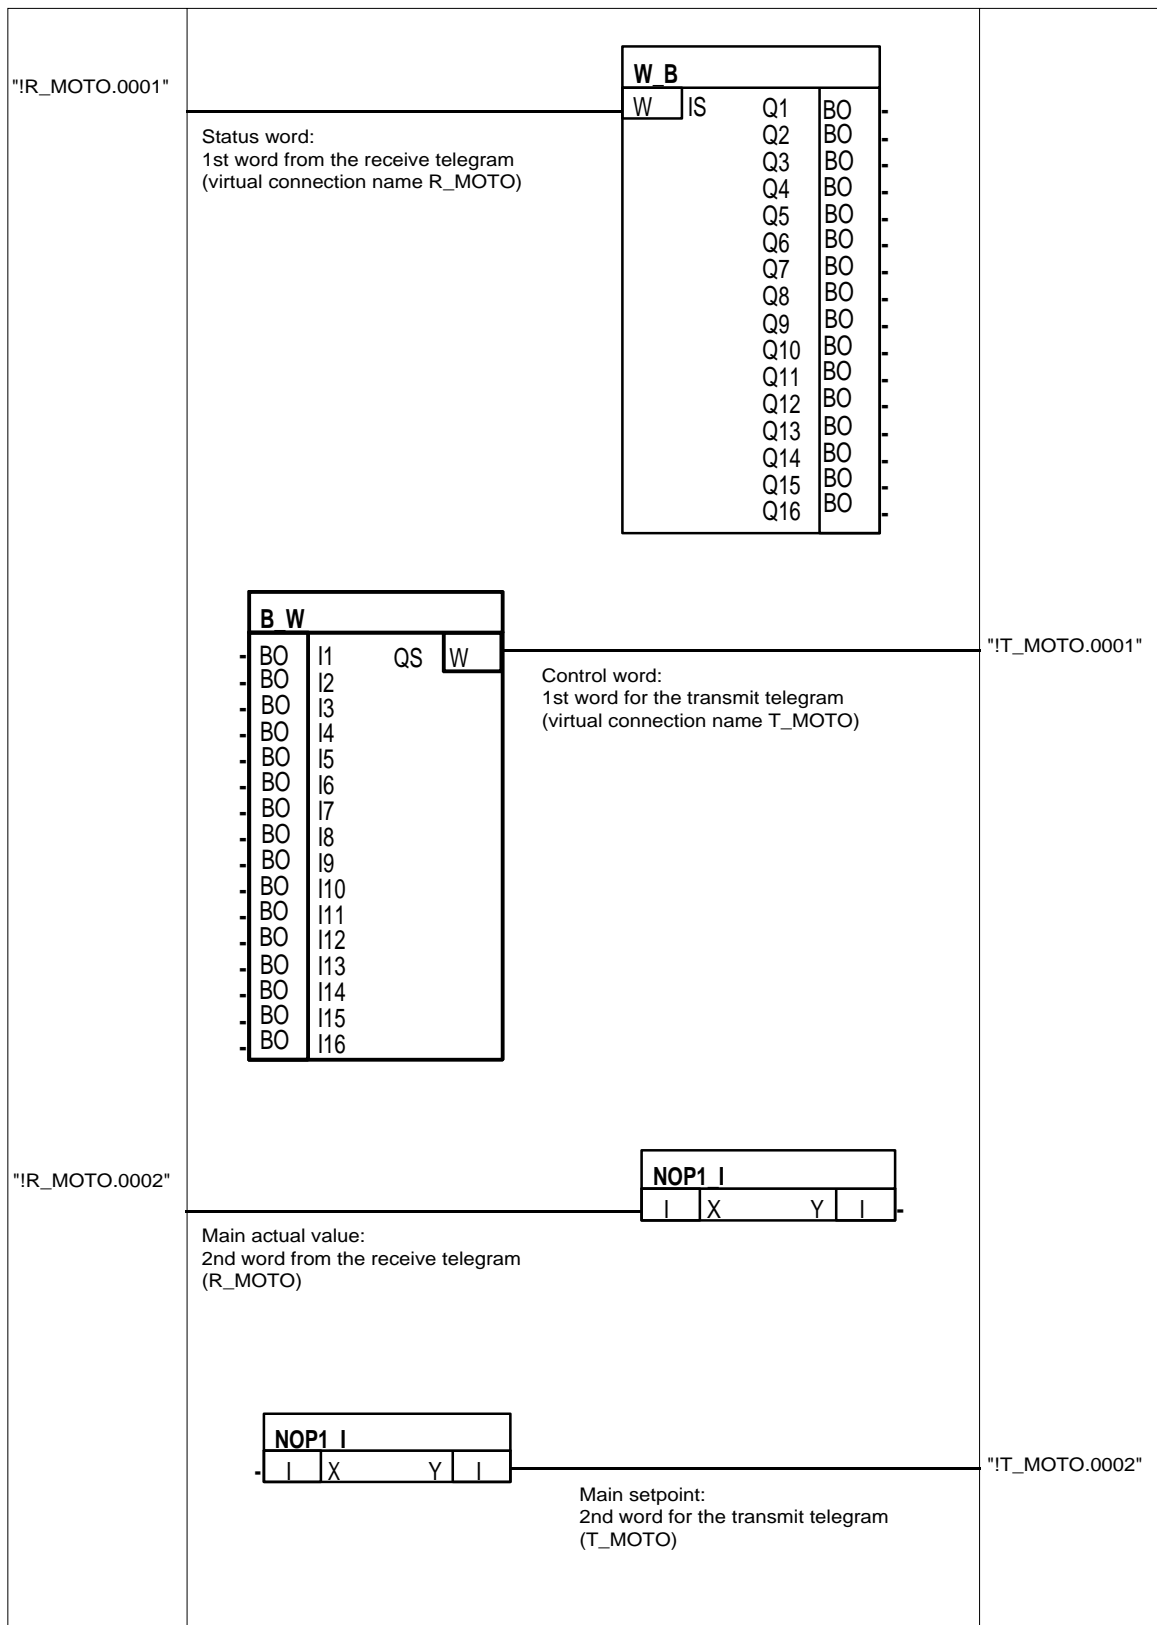 "!R_MOTO.0001"
W_B
W IS Q1 BO
Q2 BO
Q3 BO
Q4 BO
Q5 BO
Q6 BO
Q7 BO
Q8 BO
Q9 BO
Q10 BO
Q11 BO
Q12 BO
Q13 BO
Q14 BO
Q15 BO
Q16 BO
Status word:
1st word from the receive telegram
(virtual connection name R_MOTO)
B_W
BO I1 QS W
BO I2
BO I3
BO I4
BO I5
BO I6
BO I7
BO I8
BO I9
BO I10
BO I11
BO I12
BO I13
BO I14
BO I15
BO I16
"!T_MOTO.0001"
Control word:
1st word for the transmit telegram
(virtual connection name T_MOTO)
"!R_MOTO.0002"
NOP1_I
I X Y I
Main actual value:
2nd word from the receive telegram
(R_MOTO)
NOP1_I
I X Y I
"!T_MOTO.0002"
Main setpoint:
2nd word for the transmit telegram
(T_MOTO)